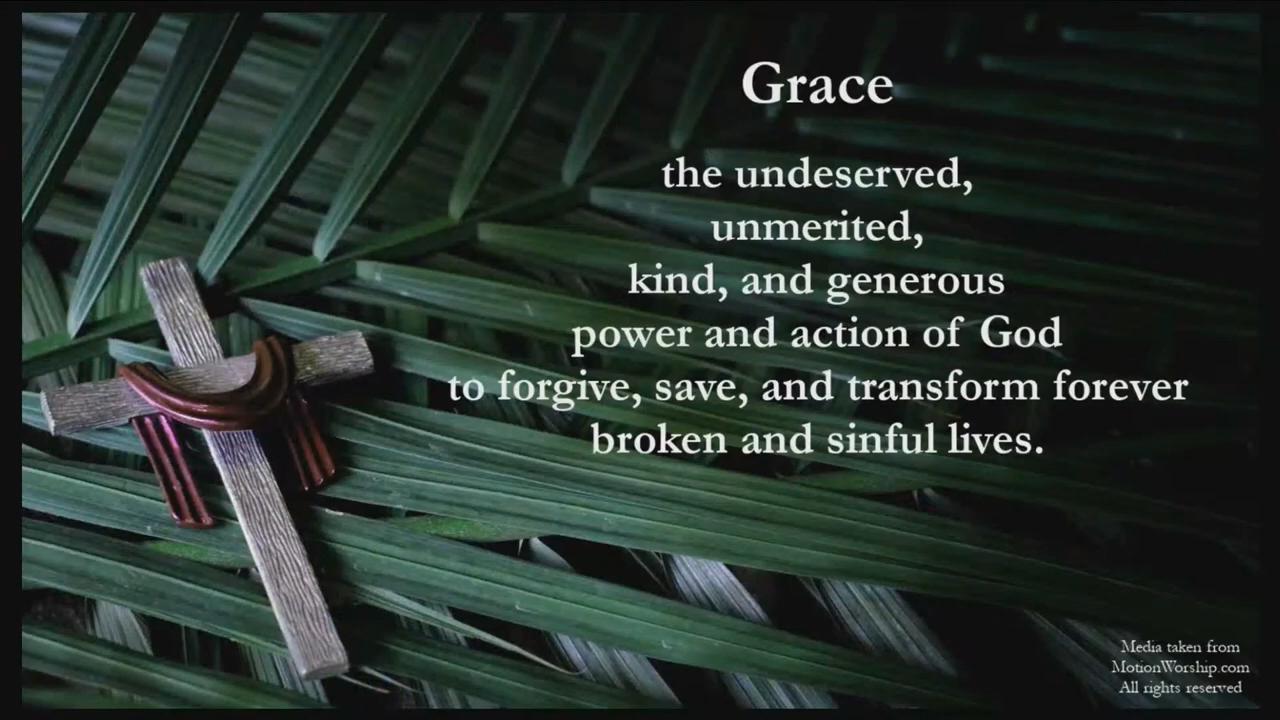 Grace
the undeserved,
unmerited,
kind, and generous
power and action of God
to forgive, save, and transform forever
broken and sinful lives.
Media taken from
MotionWorship.com
All rights reserved